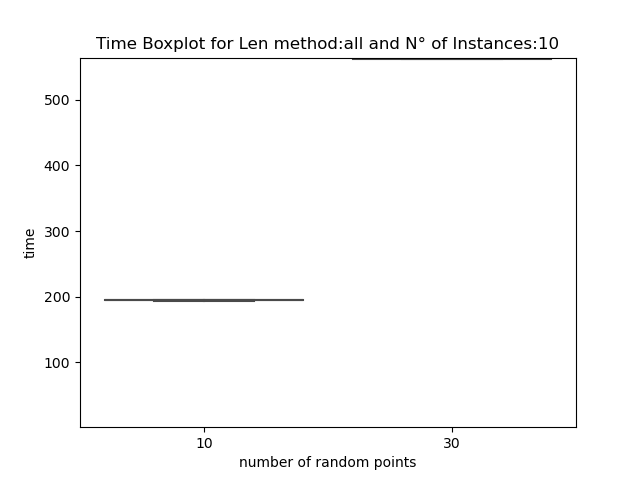 Time Boxplot for Len method:all and N° of Instances:10
500
400
300
200
100
time
10 30
number of random points